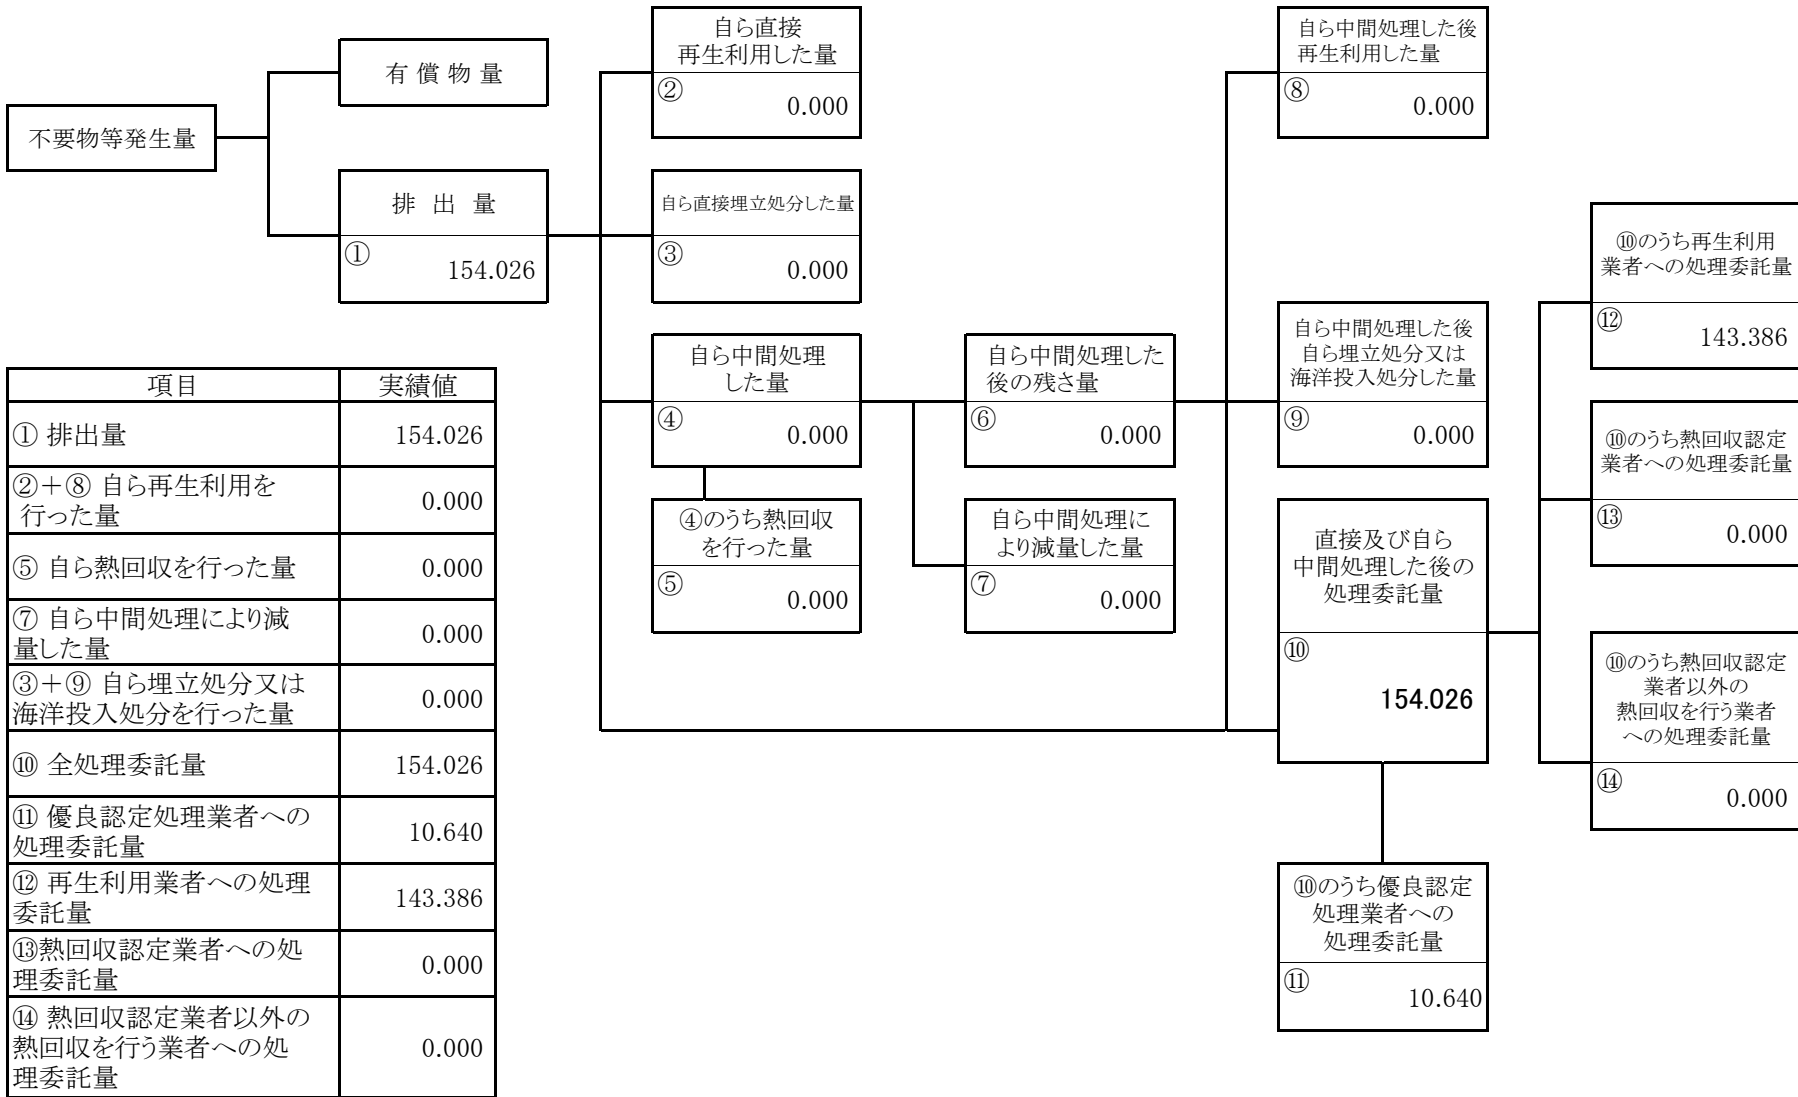 不要物等発生量
有償物量
排出量
①
154.026
自ら直接
再生利用した量
②
0.000
自ら直接埋立処分した量
③
0.000
自ら中間処理
した量
④
0.000
④のうち熱回収
を行った量
⑤
0.000
自ら中間処理した
後の残さ量
⑥
0.000
自ら中間処理に
より減量した量
⑦
0.000
自ら中間処理した後
再生利用した量
⑧
0.000
自ら中間処理した後
自ら埋立処分又は
海洋投入処分した量
⑨
0.000
直接及び自ら
中間処理した後の
処理委託量
⑩
154.026
⑩のうち優良認定
処理業者への
処理委託量
⑪
10.640
⑩のうち再生利用
業者への処理委託量
⑫
143.386
⑩のうち熱回収認定
業者への処理委託量
⑬
0.000
⑩のうち熱回収認定
業者以外の
熱回収を行う業者
への処理委託量
⑭
0.000
項目 実績値
① 排出量 154.026
②＋⑧ 自ら再生利用を
行った量 0.000
⑤ 自ら熱回収を行った量 0.000
⑦ 自ら中間処理により減
量した量 0.000
③＋⑨ 自ら埋立処分又は
海洋投入処分を行った量 0.000
⑩ 全処理委託量 154.026
⑪ 優良認定処理業者への
処理委託量 10.640
⑫ 再生利用業者への処理
委託量 143.386
⑬熱回収認定業者への処
理委託量 0.000
⑭ 熱回収認定業者以外の
熱回収を行う業者への処
理委託量 0.000